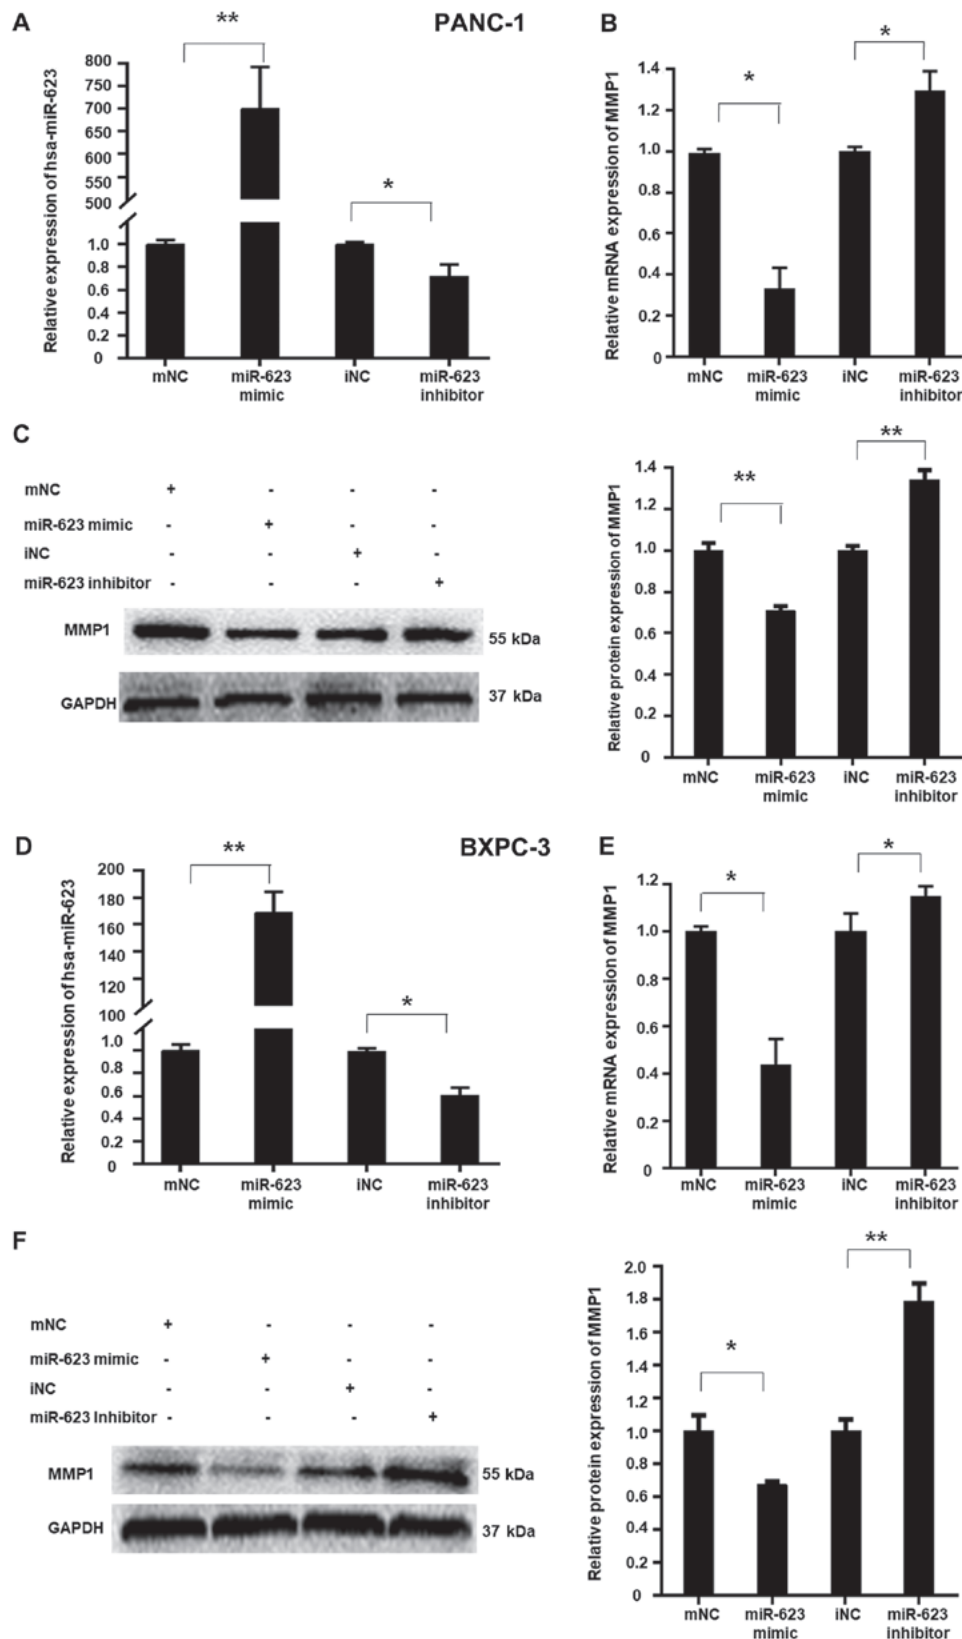 A
PANC-1
**
Relative expression of hsa-miR-623
800
750
700
650
600
550
500
1.0
0.8
0.6
0.4
0.2
0
*
mNC
miR-623
mimic
iNC
miR-623
inhibitor
B
Relative mRNA expression of MMP1
1.4
1.2
1.0
0.8
0.6
0.4
0.2
0
*
*
mNC
miR-623
mimic
iNC
miR-623
inhibitor
C
mNC + - - -
miR-623 mimic - + - -
iNC - - + -
miR-623 inhibitor - - - +
MMP1 55 kDa
GAPDH 37 kDa
Relative protein expression of MMP1
1.4
1.2
1.0
0.8
0.6
0.4
0.2
0
**
**
mNC
miR-623
mimic
iNC
miR-623
inhibitor
D
BXPC-3
**
Relative expression of hsa-miR-623
200
180
160
140
120
100
1.0
0.8
0.6
0.4
0.2
0
*
mNC
miR-623
mimic
iNC
miR-623
inhibitor
E
Relative mRNA expression of MMP1
1.2
1.0
0.8
0.6
0.4
0.2
0
*
*
mNC
miR-623
mimic
iNC
miR-623
inhibitor
F
mNC + - - -
miR-623 mimic - + - -
iNC - - + -
miR-623 Inhibitor - - - +
MMP1 55 kDa
GAPDH 37 kDa
Relative protein expression of MMP1
2.0
1.8
1.6
1.4
1.2
1.0
0.8
0.6
0.4
0.2
0
*
**
mNC
miR-623
mimic
iNC
miR-623
inhibitor